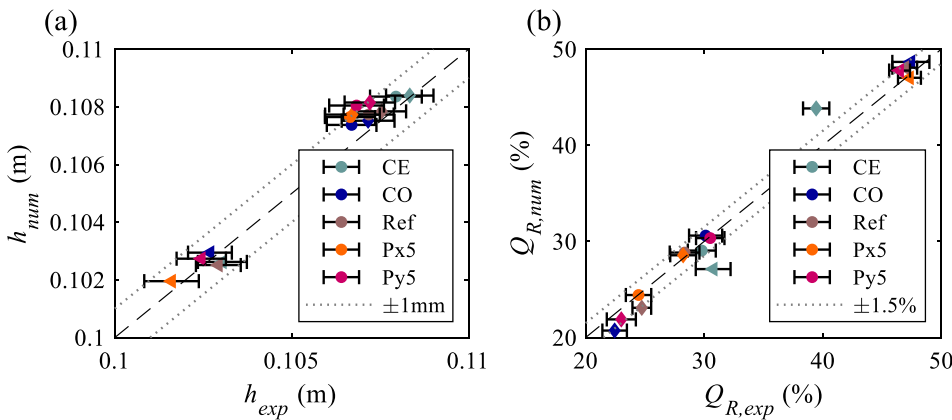 (a)
0.11
0.108
0.106
0.104
0.102
0.1
h_num (m)
0.1
0.105
0.11
h_exp (m)
CE
CO
Ref
Px5
Py5
±1mm
(b)
50
40
30
20
Q_R,num (%)
20
30
40
50
Q_R,exp (%)
CE
CO
Ref
Px5
Py5
±1.5%